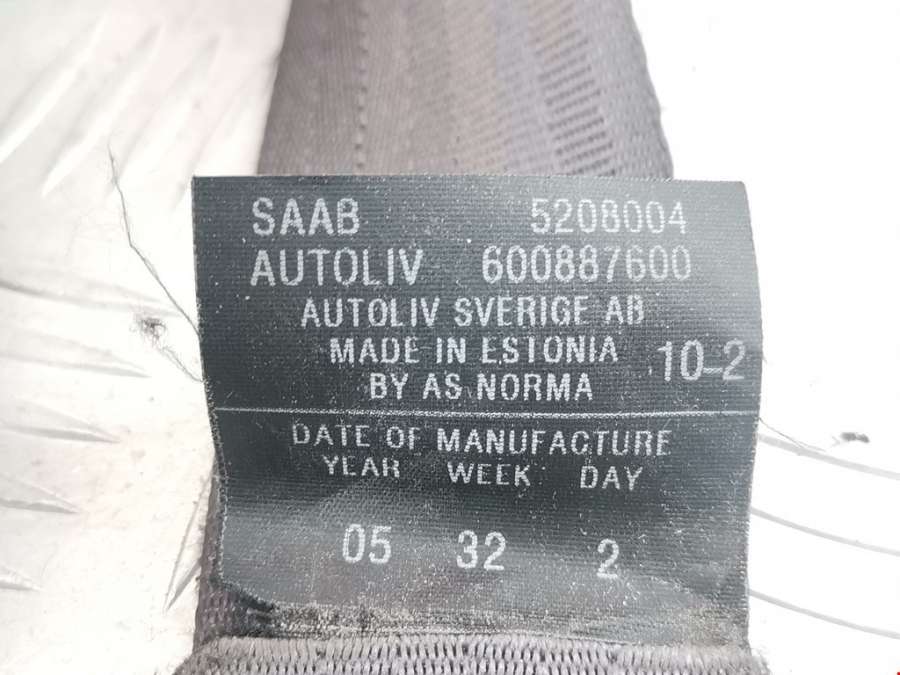 SAAB 5208004
AUTOLIV 600887600
AUTOLIV SVERIGE AB
MADE IN ESTONIA 10-2
BY AS NORMA
DATE OF MANUFACTURE
YEAR WEEK DAY
05 32 2